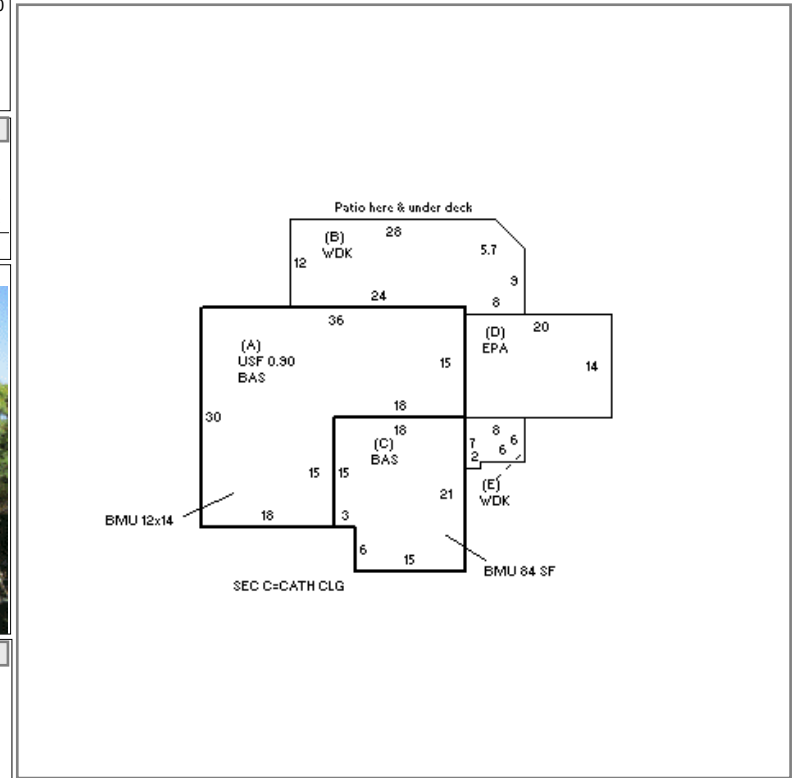 Patio here & under deck
(B)
WDK
28
5.7
12
9
24
8
36
(D)
EPA
20
(A)
USF 0.90
BAS
15
14
18
30
18
(C)
BAS
8
7
6
6
2
15
15
21
(E)
WDK
BMU 12x14
18
3
6
15
BMU 84 SF
SEC C=CATH CLG